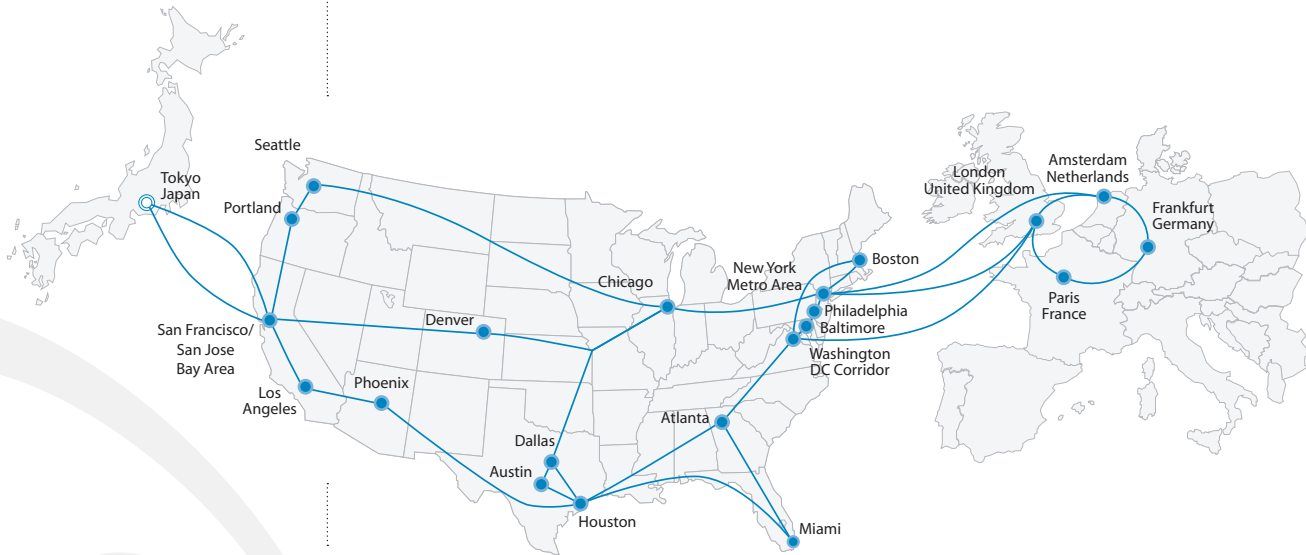 Seattle
Tokyo
Japan
Portland
San Francisco/
San Jose
Bay Area
Los
Angeles
Phoenix
Denver
Chicago
Dallas
Austin
Houston
Atlanta
Miami
New York
Metro Area
Boston
Philadelphia
Baltimore
Washington
DC Corridor
London
United Kingdom
Amsterdam
Netherlands
Frankfurt
Germany
Paris
France